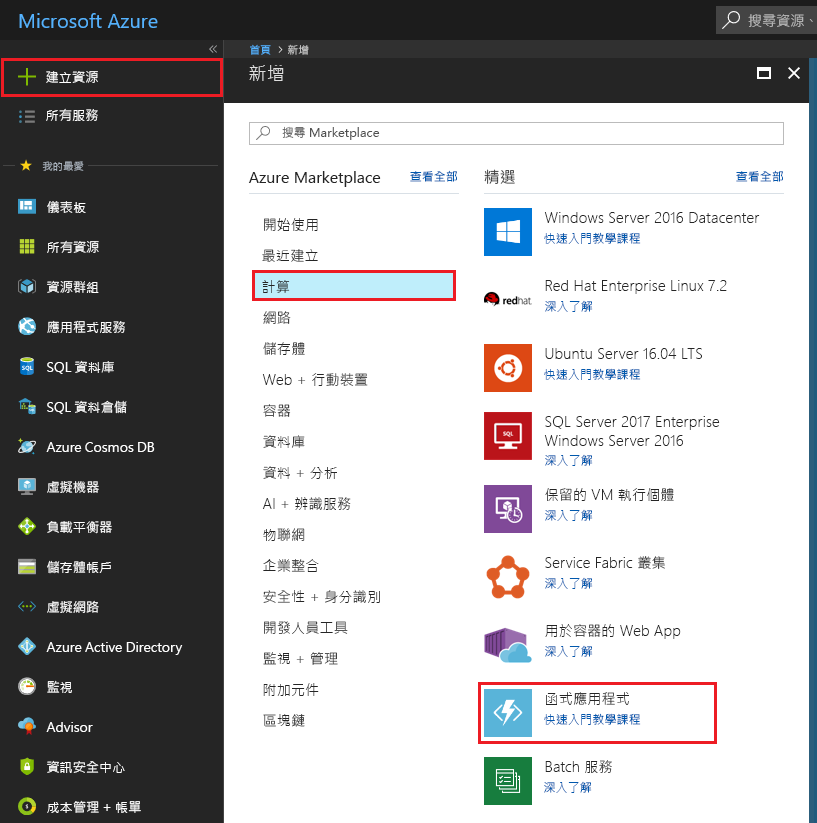 Microsoft Azure
搜尋資源、
«
首頁 > 新增
建立資源
所有服務
我的最愛
儀表板
所有資源
資源群組
應用程式服務
SQL 資料庫
SQL 資料倉儲
Azure Cosmos DB
虛擬機器
負載平衡器
儲存體帳戶
虛擬網路
Azure Active Directory
監視
Advisor
資訊安全中心
成本管理 + 帳單
新增
搜尋 Marketplace
Azure Marketplace
查看全部
開始使用
最近建立
計算
網路
儲存體
Web + 行動裝置
容器
資料庫
資料 + 分析
AI + 辨識服務
物聯網
企業整合
安全性 + 身分識別
開發人員工具
監視 + 管理
附加元件
區塊鏈
精選
查看全部
Windows Server 2016 Datacenter
快速入門教學課程
redhat.
Red Hat Enterprise Linux 7.2
深入了解
Ubuntu Server 16.04 LTS
快速入門教學課程
SQL
SQL Server 2017 Enterprise
Windows Server 2016
深入了解
保留的 VM 執行個體
深入了解
Service Fabric 叢集
深入了解
用於容器的 Web App
深入了解
函式應用程式
快速入門教學課程
Batch 服務
深入了解